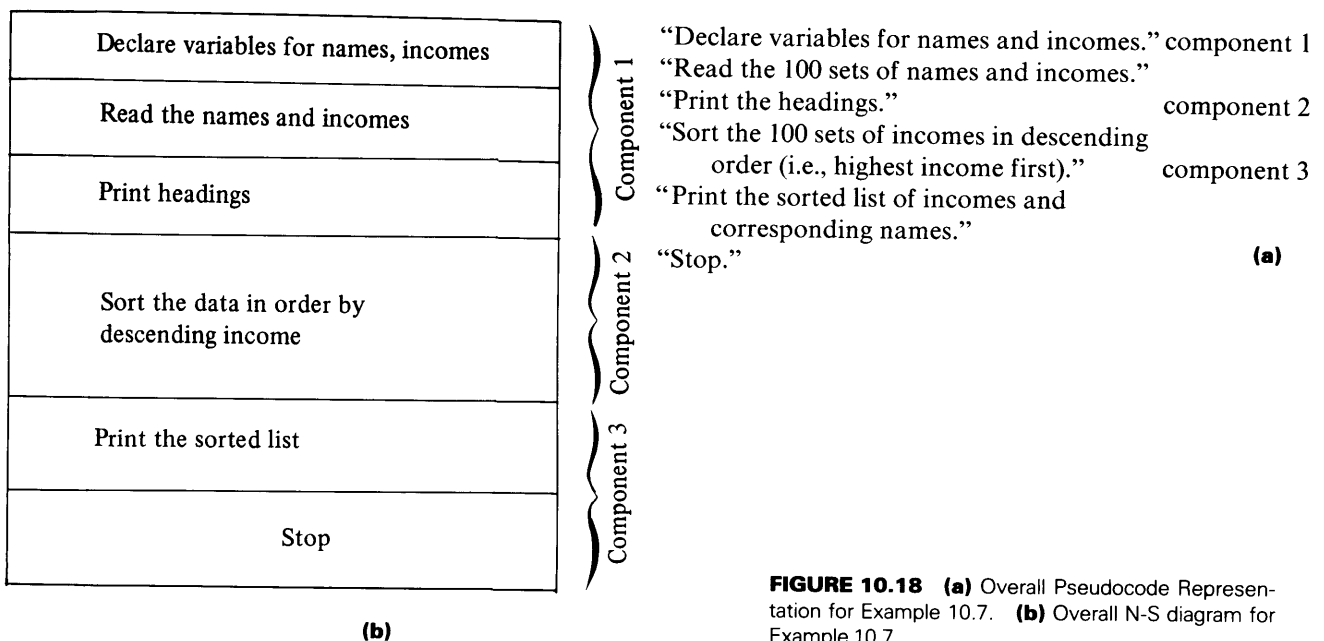 Declare variables for names, incomes
Read the names and incomes
Print headings
Sort the data in order by
descending income
Print the sorted list
Stop
Component 1
Component 2
Component 3
(b)
“Declare variables for names and incomes.” component 1
“Read the 100 sets of names and incomes.”
“Print the headings.” component 2
“Sort the 100 sets of incomes in descending
order (i.e., highest income first).” component 3
“Print the sorted list of incomes and
corresponding names.”
“Stop.” (a)
FIGURE 10.18 (a) Overall Pseudocode Represen-
tation for Example 10.7. (b) Overall N-S diagram for
Example 10.7